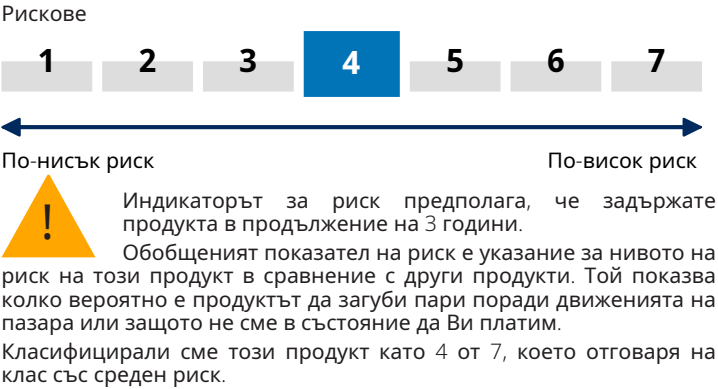 Рискове
1 2 3 4 5 6 7
По-нисък риск По-висок риск
!
Индикаторът за риск предполага, че задържате
продукта в продължение на 3 години.
Обобщеният показател на риск е указание за нивото на
риск на този продукт в сравнение с други продукти. Той показва
колко вероятно е продуктът да загуби пари поради движенията на
пазара или защото не сме в състояние да Ви платим.
Класифицирали сме този продукт като 4 от 7, което отговаря на
клас със среден риск.